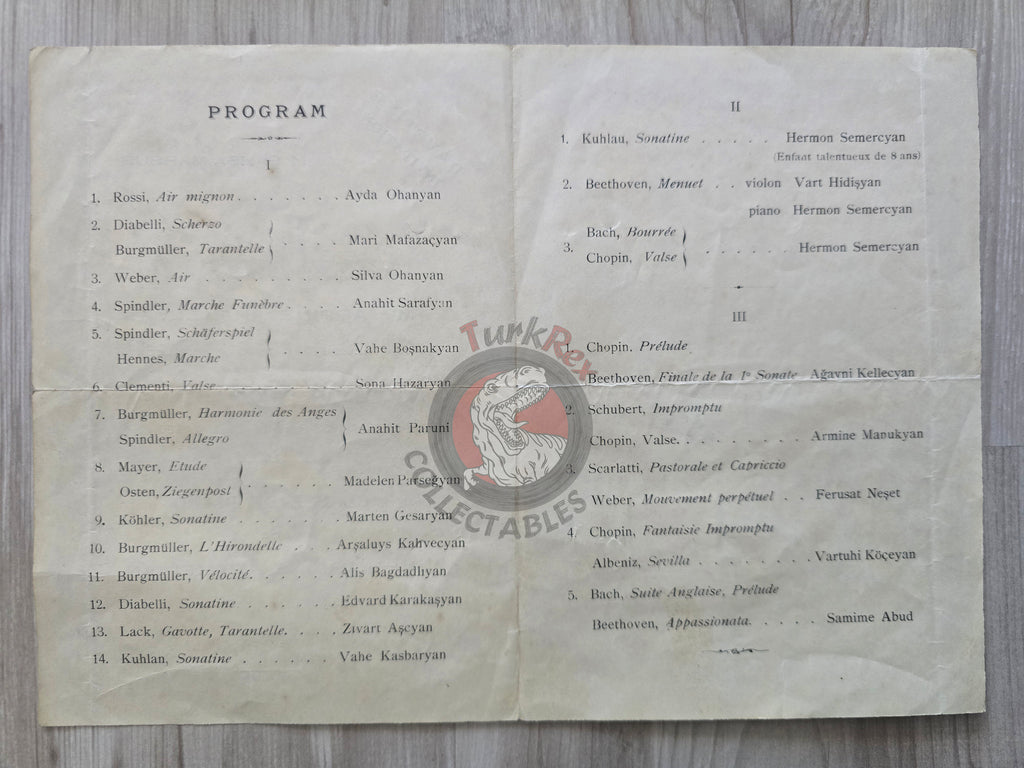 PROGRAM
I
1. Rossi, Air mignon . . . . . . . Ayda Ohanyan
2. Diabelli, Scherzo
Burgmüller, Tarantelle . . . . Mari Mafazaçyan
3. Weber, Air . . . . . . . . Silva Ohanyan
4. Spindler, Marche Funèbre . . . . Anahit Sarafyan
5. Spindler, Schäferspiel
Hennes, Marche . . . . Vahe Boşnakyan
6. Clementi, Valse . . . . . . . Sona Hazaryan
7. Burgmüller, Harmonie des Anges
Spindler, Allegro Anahit Paruni
8. Mayer, Etude
Osten, Ziegenpost . . . . . . Madelen Parseğyan
9. Köhler, Sonatine . . . . . . Marten Gesaryan
10. Burgmüller, L'Hirondelle . . . Arşaluys Kahvecyan
11. Burgmüller, Vélocité . . . . . Alis Bagdadlıyan
12. Diabelli, Sonatine . . . . . . Edvard Karakaşyan
13. Lack, Gavotte, Tarantelle. . . . Zıvart Aşcyan
14. Kuhlan, Sonatine . . . . . . Vahe Kasbaryan
II
1. Kuhlau, Sonatine . . . . . Hermon Semercyan
(Enfant talentueux de 8 ans)
2. Beethoven, Menuet . . violon Vart Hidişyan
piano Hermon Semercyan
3. Bach, Bourrée
Chopin, Valse . . . . . . Hermon Semercyan
III
1. Chopin. Prélude
Beethoven, Finale de la 1e Sonate Ağavni Kellecyan
2. Schubert, Impromptu
Chopin, Valse. . . . . . . . Armine Manukyan
3. Scarlatti, Pastorale et Capriccio
Weber, Mouvement perpétuel . . Ferusat Neşet
4. Chopin, Fantaisie Impromptu
Albeniz, Sevilla . . . . . . . . Vartuhi Köçeyan
5. Bach, Suite Anglaise, Prélude
Beethoven, Appassionata. . . . . Samime Abud
TurkRex
COLLECTABLES